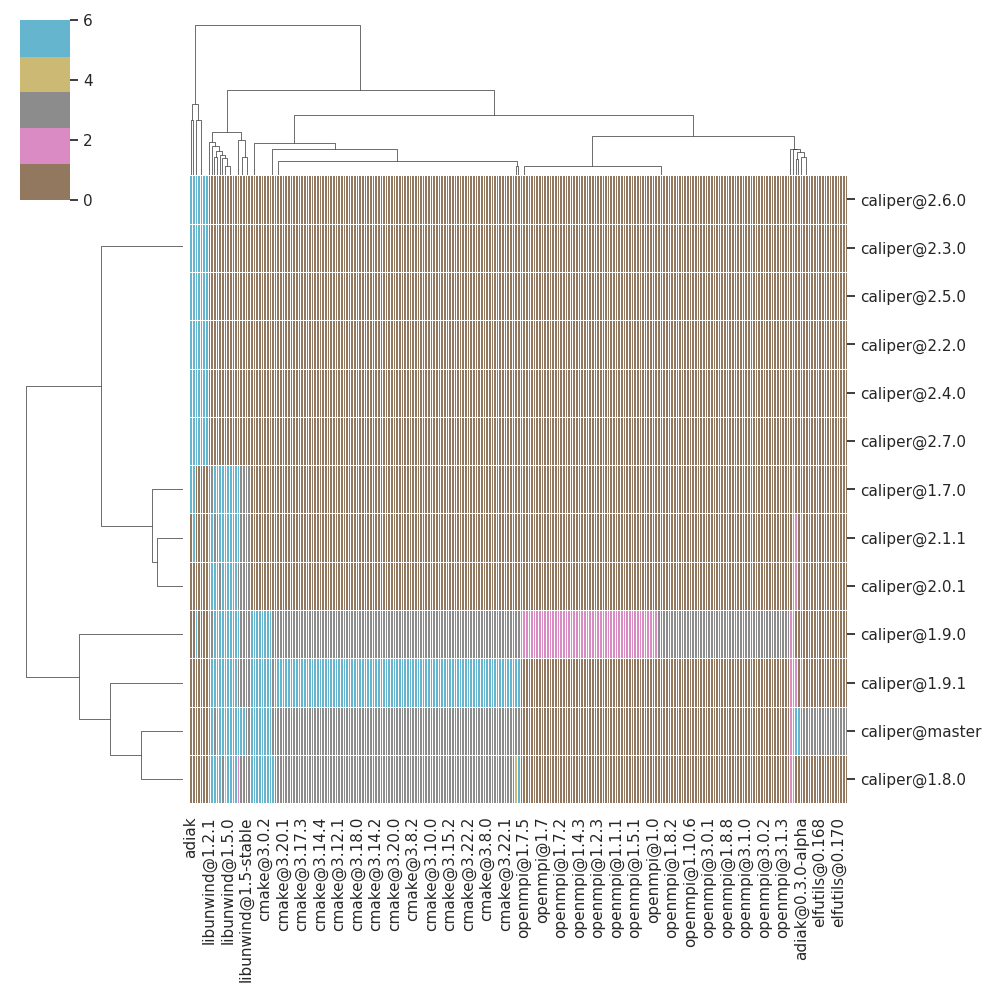 6
4
2
0
caliper@2.6.0
caliper@2.3.0
caliper@2.5.0
caliper@2.2.0
caliper@2.4.0
caliper@2.7.0
caliper@1.7.0
caliper@2.1.1
caliper@2.0.1
caliper@1.9.0
caliper@1.9.1
caliper@master
caliper@1.8.0
adiak
libunwind@1.2.1
libunwind@1.5.0
libunwind@1.5-stable
cmake@3.0.2
cmake@3.20.1
cmake@3.17.3
cmake@3.14.4
cmake@3.12.1
cmake@3.18.0
cmake@3.14.2
cmake@3.20.0
cmake@3.8.2
cmake@3.10.0
cmake@3.15.2
cmake@3.22.2
cmake@3.8.0
cmake@3.22.1
openmpi@1.7.5
openmpi@1.7
openmpi@1.7.2
openmpi@1.4.3
openmpi@1.2.3
openmpi@1.1.1
openmpi@1.5.1
openmpi@1.0
openmpi@1.8.2
openmpi@1.10.6
openmpi@3.0.1
openmpi@1.8.8
openmpi@3.1.0
openmpi@3.0.2
openmpi@3.1.3
adiak@0.3.0-alpha
elfutils@0.168
elfutils@0.170